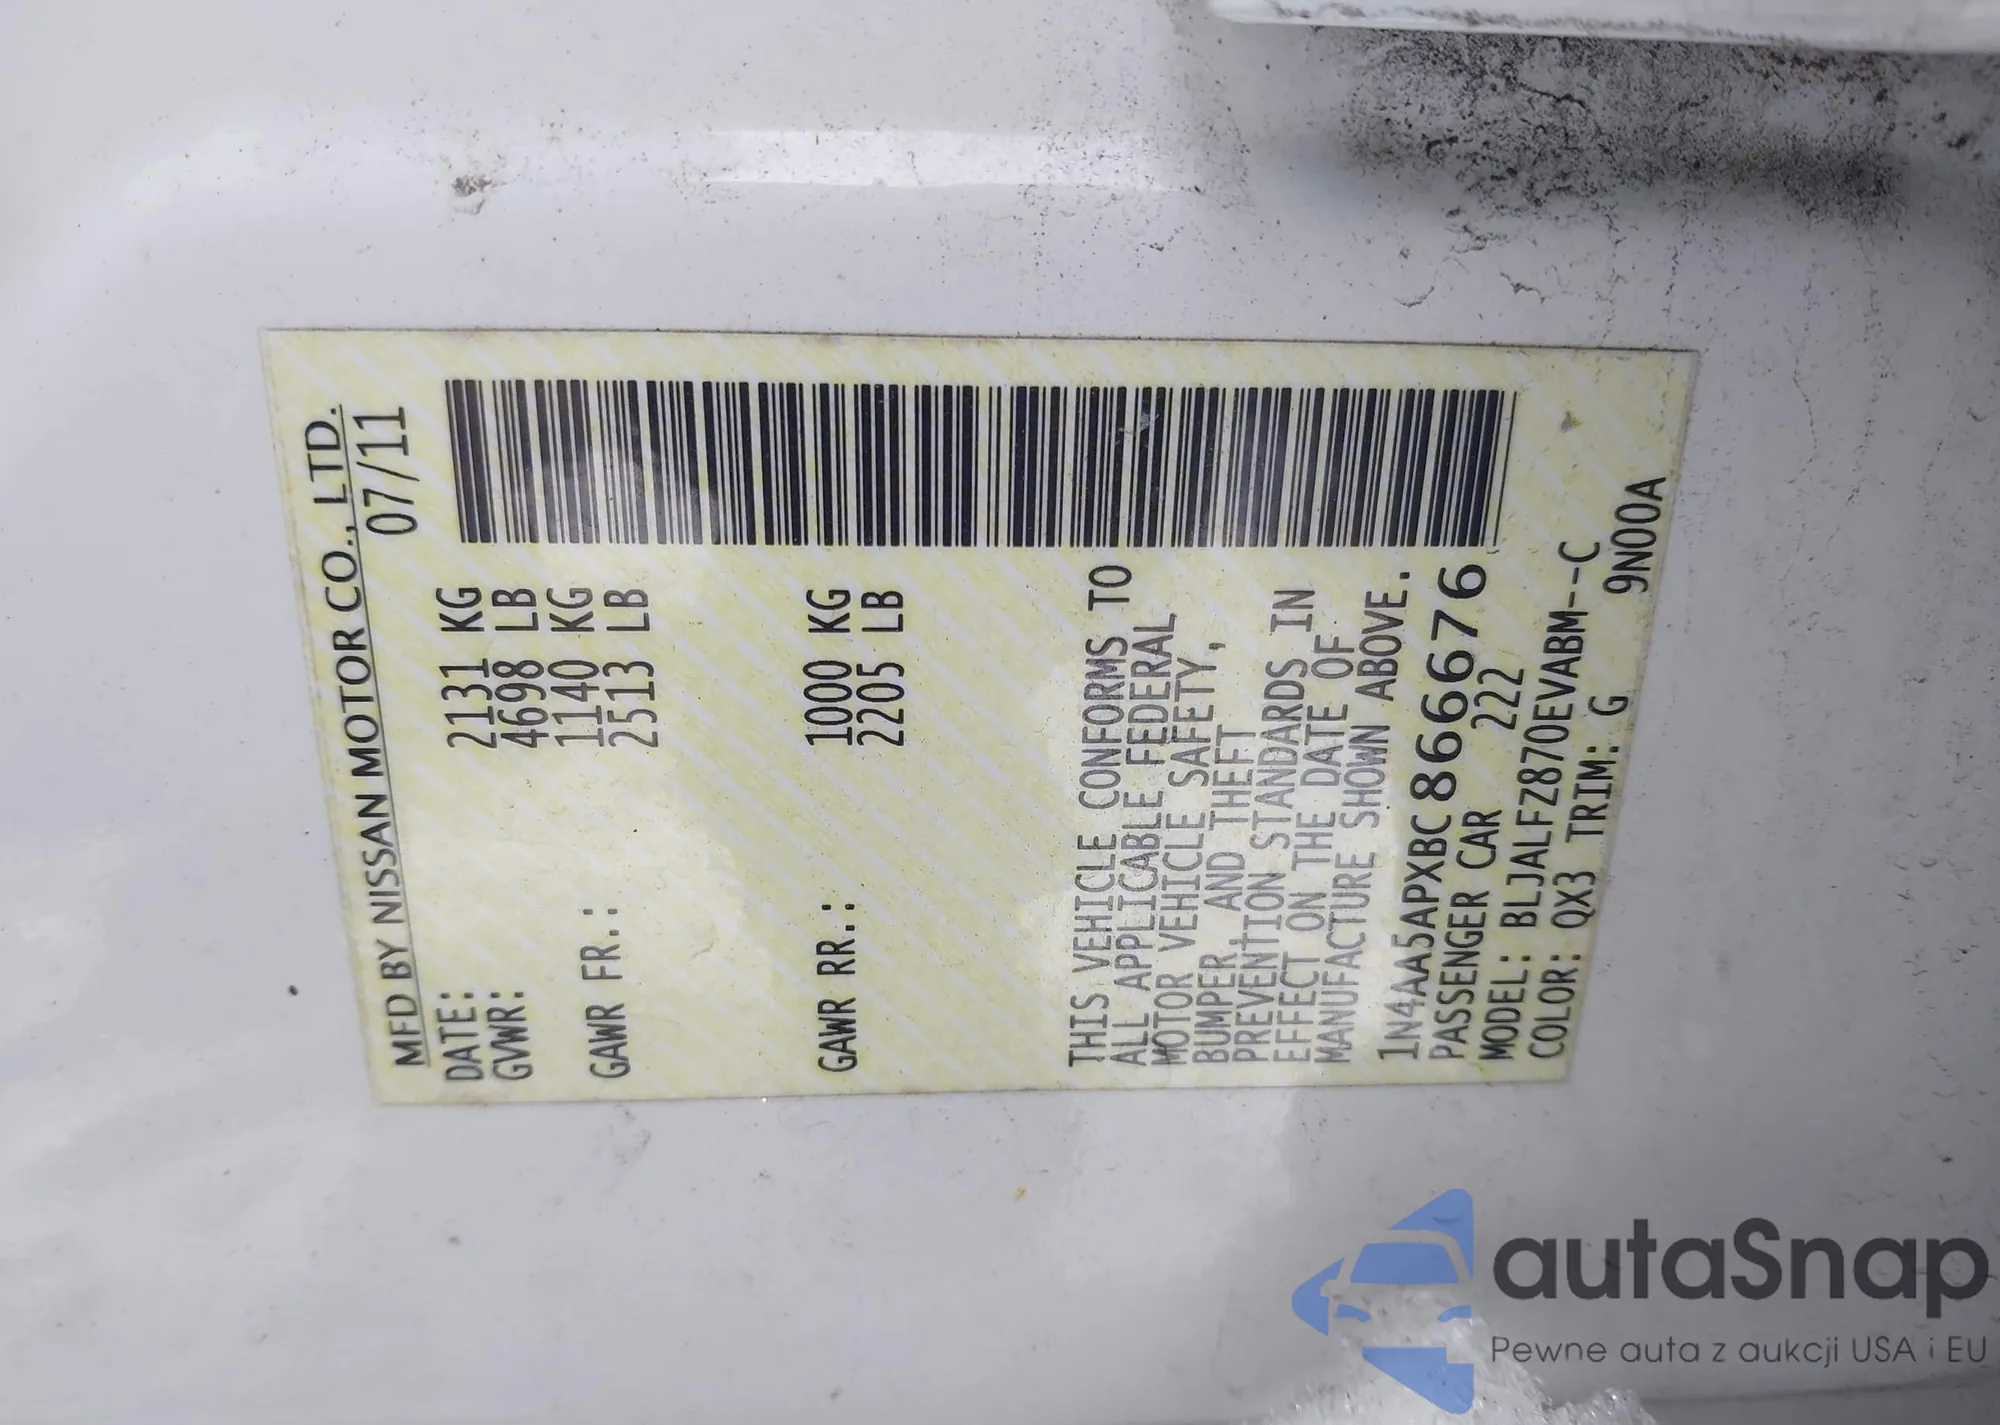 MFD BY NISSAN MOTOR CO., LTD.
DATE: 07/11
GVWR: 2131 KG
4698 LB
GAWR FR.: 1140 KG
2513 LB
GAWR RR.: 1000 KG
2205 LB
THIS VEHICLE CONFORMS TO
ALL APPLICABLE FEDERAL
MOTOR VEHICLE SAFETY,
BUMPER, AND THEFT
PREVENTION STANDARDS IN
EFFECT ON THE DATE OF
MANUFACTURE SHOWN ABOVE.
1N4AA5APXBC866676
PASSENGER CAR 222
MODEL: BLJALFZ870EVABM--C
COLOR: QX3 TRIM: G 9N00A
autaSnap
Pewne auta z aukcji USA i EU